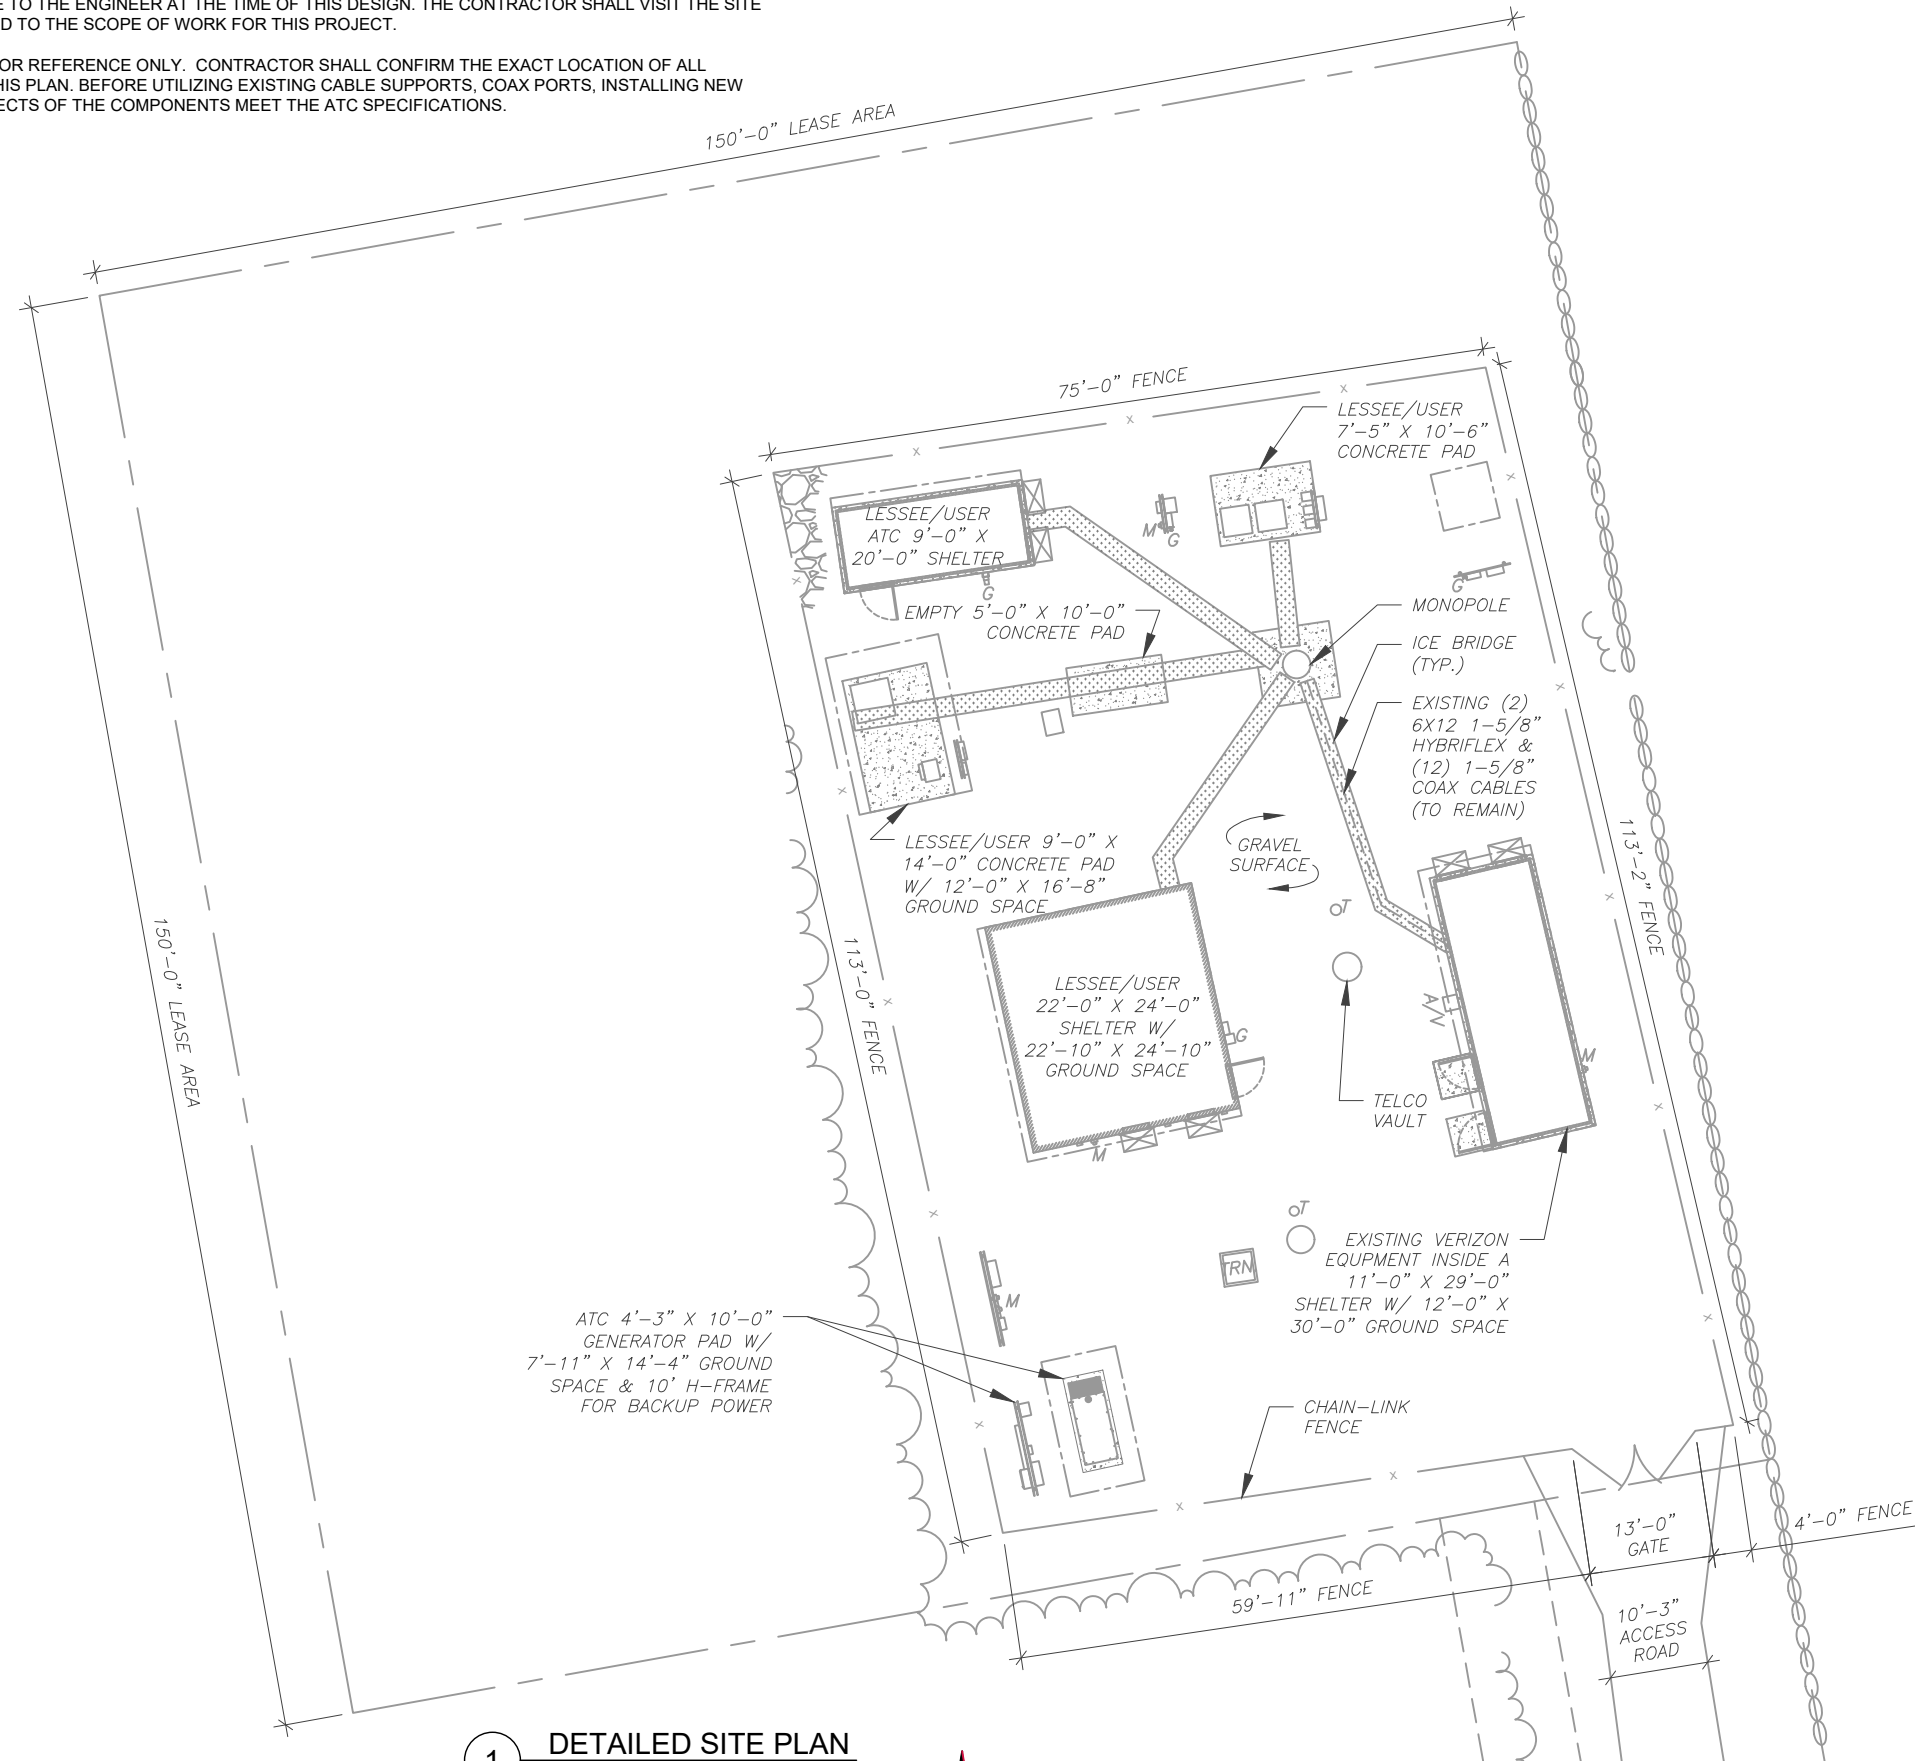 E TO THE ENGINEER AT THE TIME OF THIS DESIGN. THE CONTRACTOR SHALL VISIT THE SITE
D TO THE SCOPE OF WORK FOR THIS PROJECT.
OR REFERENCE ONLY.  CONTRACTOR SHALL CONFIRM THE EXACT LOCATION OF ALL
HIS PLAN. BEFORE UTILIZING EXISTING CABLE SUPPORTS, COAX PORTS, INSTALLING NEW
ECTS OF THE COMPONENTS MEET THE ATC SPECIFICATIONS.
150'-0" LEASE AREA
75'-0" FENCE
LESSEE/USER
7'-5" X 10'-6"
CONCRETE PAD
LESSEE/USER
ATC 9'-0" X
20'-0" SHELTER
G
M
G
G
EMPTY 5'-0" X 10'-0"
CONCRETE PAD
MONOPOLE
ICE BRIDGE
(TYP.)
EXISTING (2)
6X12 1-5/8"
HYBRIFLEX &
(12) 1-5/8"
COAX CABLES
(TO REMAIN)
LESSEE/USER 9'-0" X
14'-0" CONCRETE PAD
W/ 12'-0" X 16'-8"
GROUND SPACE
GRAVEL
SURFACE
T
113'-2" FENCE
150'-0" LEASE AREA
113'-0" FENCE
LESSEE/USER
22'-0" X 24'-0"
SHELTER W/
22'-10" X 24'-10"
GROUND SPACE
G
M
A/V
M
TELCO
VAULT
T
TRN
EXISTING VERIZON
EQUPMENT INSIDE A
11'-0" X 29'-0"
SHELTER W/ 12'-0" X
30'-0" GROUND SPACE
M
ATC 4'-3" X 10'-0"
GENERATOR PAD W/
7'-11" X 14'-4" GROUND
SPACE & 10' H-FRAME
FOR BACKUP POWER
CHAIN-LINK
FENCE
13'-0"
GATE
4'-0" FENCE
59'-11" FENCE
10'-3"
ACCESS
ROAD
1
DETAILED SITE PLAN